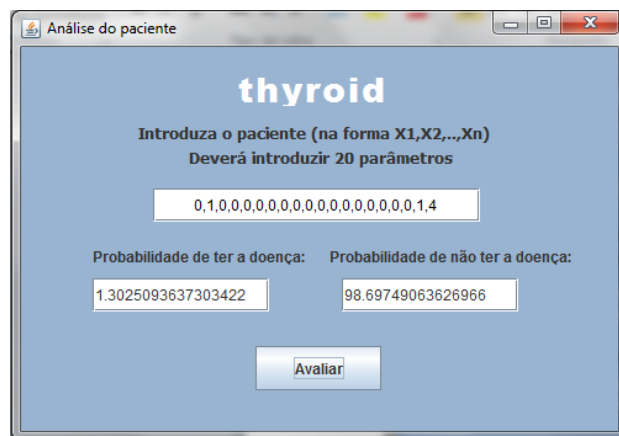 Análise do paciente
thyroid
Introduza o paciente (na forma X1,X2,..,Xn)
Deverá introduzir 20 parâmetros
0,1,0,0,0,0,0,0,0,0,0,0,0,0,0,0,0,0,1,4
Probabilidade de ter a doença: Probabilidade de não ter a doença:
1.3025093637303422 98.69749063626966
Avaliar